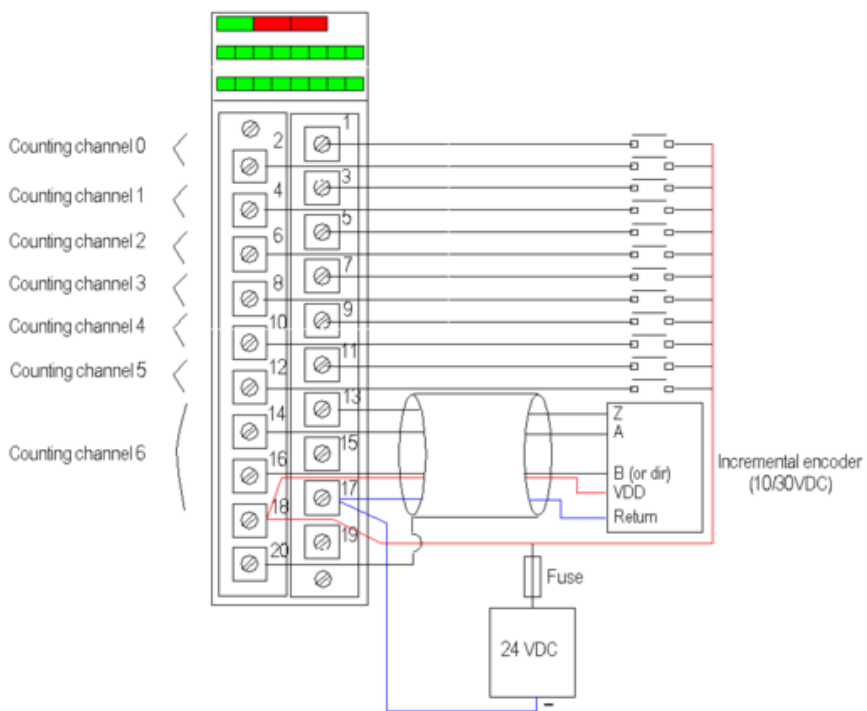 1
Counting channel 0
2
3
Counting channel 1
4
5
Counting channel 2
6
7
Counting channel 3
8
9
Counting channel 4
10
11
Counting channel 5
12
13
Z
14
A
15
Counting channel 6
16
B (or dir)
Incremental encoder
(10/30VDC)
VDD
17
18
Return
19
20
Fuse
24 VDC
-